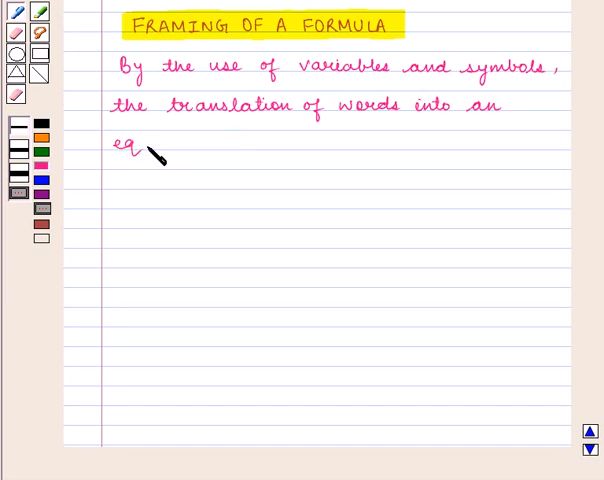 FRAMING OF A FORMULA
By the use of variables and symbols,
the translation of words into an
eq